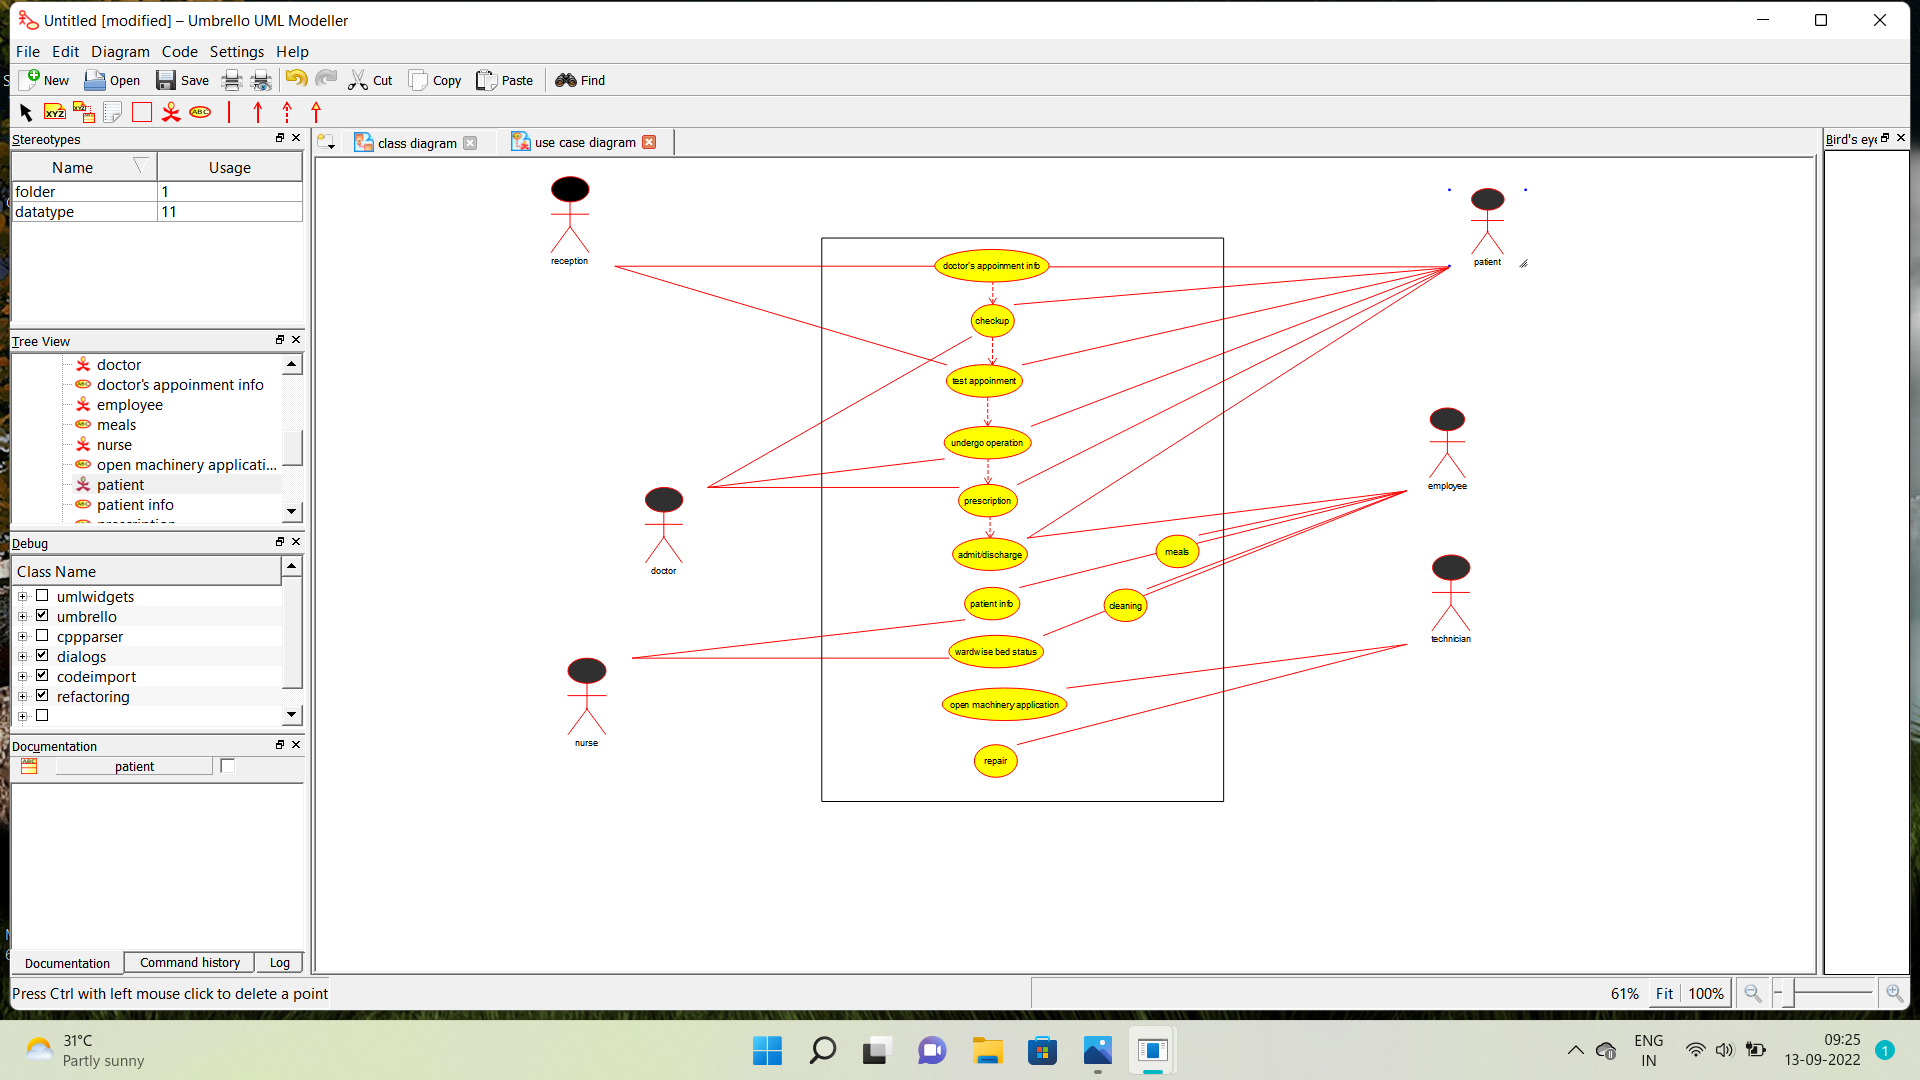 Untitled [modified] – Umbrello UML Modeller
File Edit Diagram Code Settings Help
New Open Save Cut Copy Paste Find
XYZ XYZ ABC
Stereotypes
Name Usage
folder 1
datatype 11
Tree View
doctor
doctor's appoinment info
employee
meals
nurse
open machinery applicati...
patient
patient info
Debug
Class Name
umlwidgets
umbrello
cppparser
dialogs
codeimport
refactoring
Documentation
patient
Documentation Command history Log
class diagram use case diagram
Bird's eye
reception
patient
doctor's appoinment info
checkup
test appoinment
undergo operation
employee
prescription
doctor
admit/discharge
meals
patient info
cleaning
technician
wardwise bed status
open machinery application
nurse
repair
Press Ctrl with left mouse click to delete a point
61% Fit 100%
31°C
Partly sunny
ENG
IN
09:25
13-09-2022
1